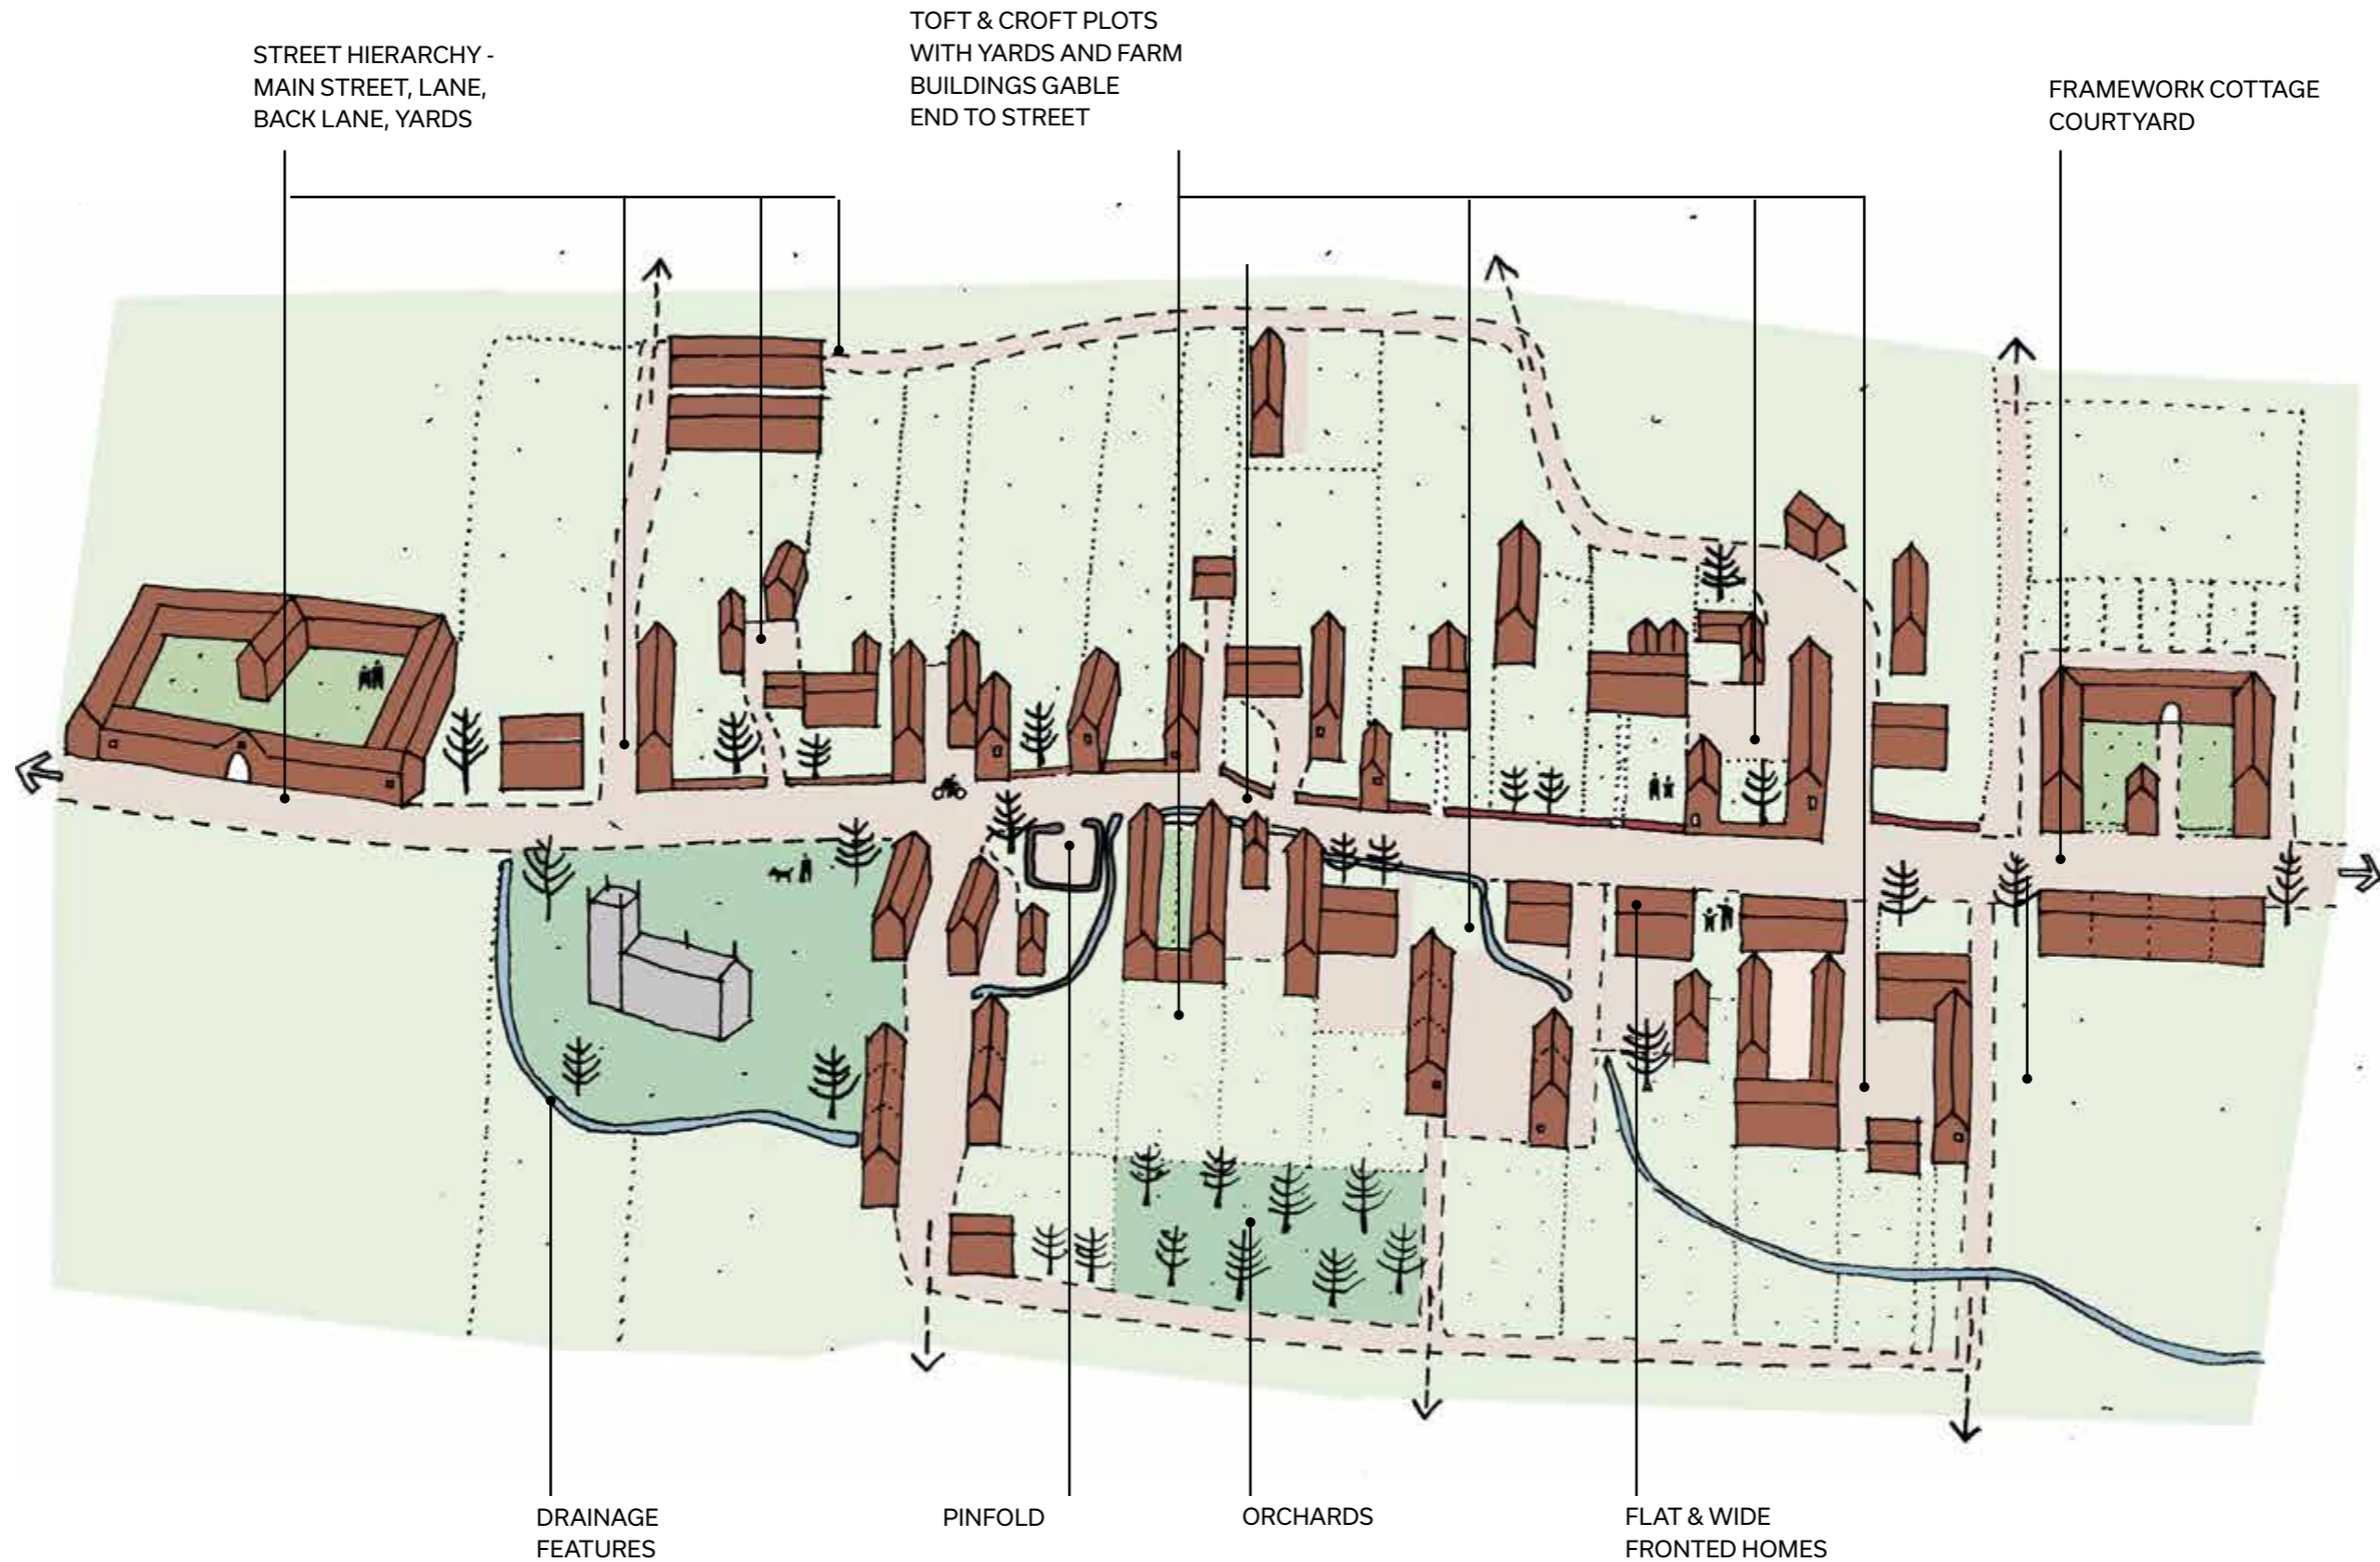 STREET HIERARCHY -
MAIN STREET, LANE,
BACK LANE, YARDS
TOFT & CROFT PLOTS
WITH YARDS AND FARM
BUILDINGS GABLE
END TO STREET
FRAMEWORK COTTAGE
COURTYARD
DRAINAGE
FEATURES
PINFOLD
ORCHARDS
FLAT & WIDE
FRONTED HOMES